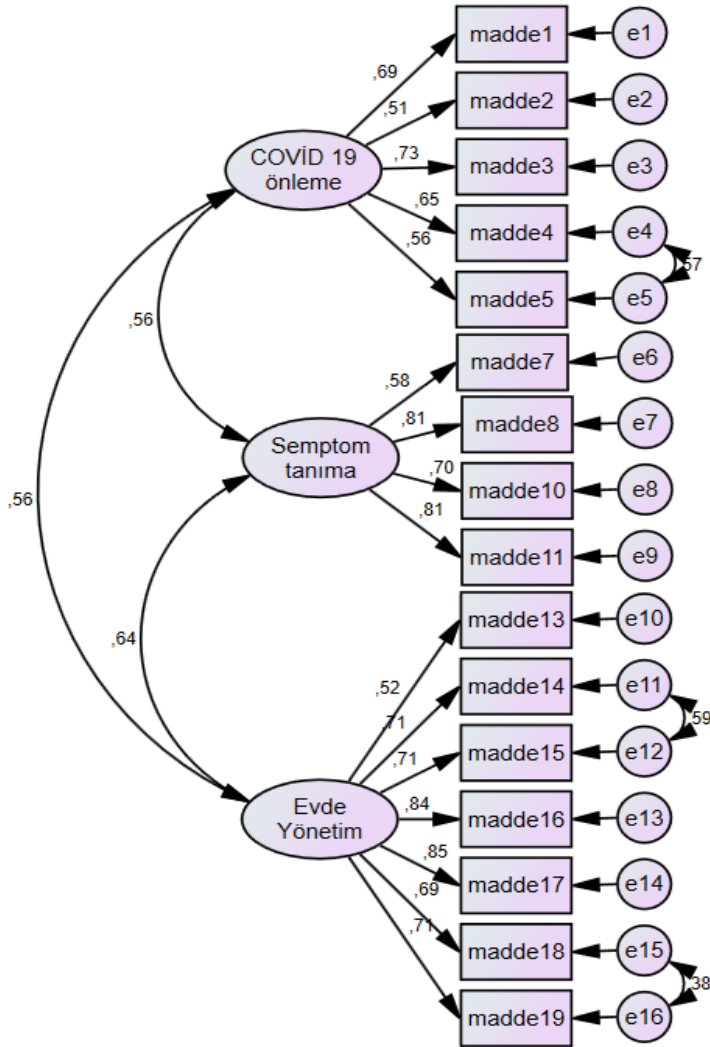 madde1
e1
,69
madde2
e2
,51
COVİD 19
önleme
,73
madde3
e3
,65
madde4
e4
,56
,57
madde5
e5
,56
madde7
e6
,58
,81
madde8
e7
Semptom
tanıma
,70
madde10
e8
,81
,56
madde11
e9
madde13
e10
,64
,52
madde14
e11
,71
,59
,71
madde15
e12
Evde
Yönetim
,84
madde16
e13
,85
madde17
e14
,69
,71
madde18
e15
,38
madde19
e16